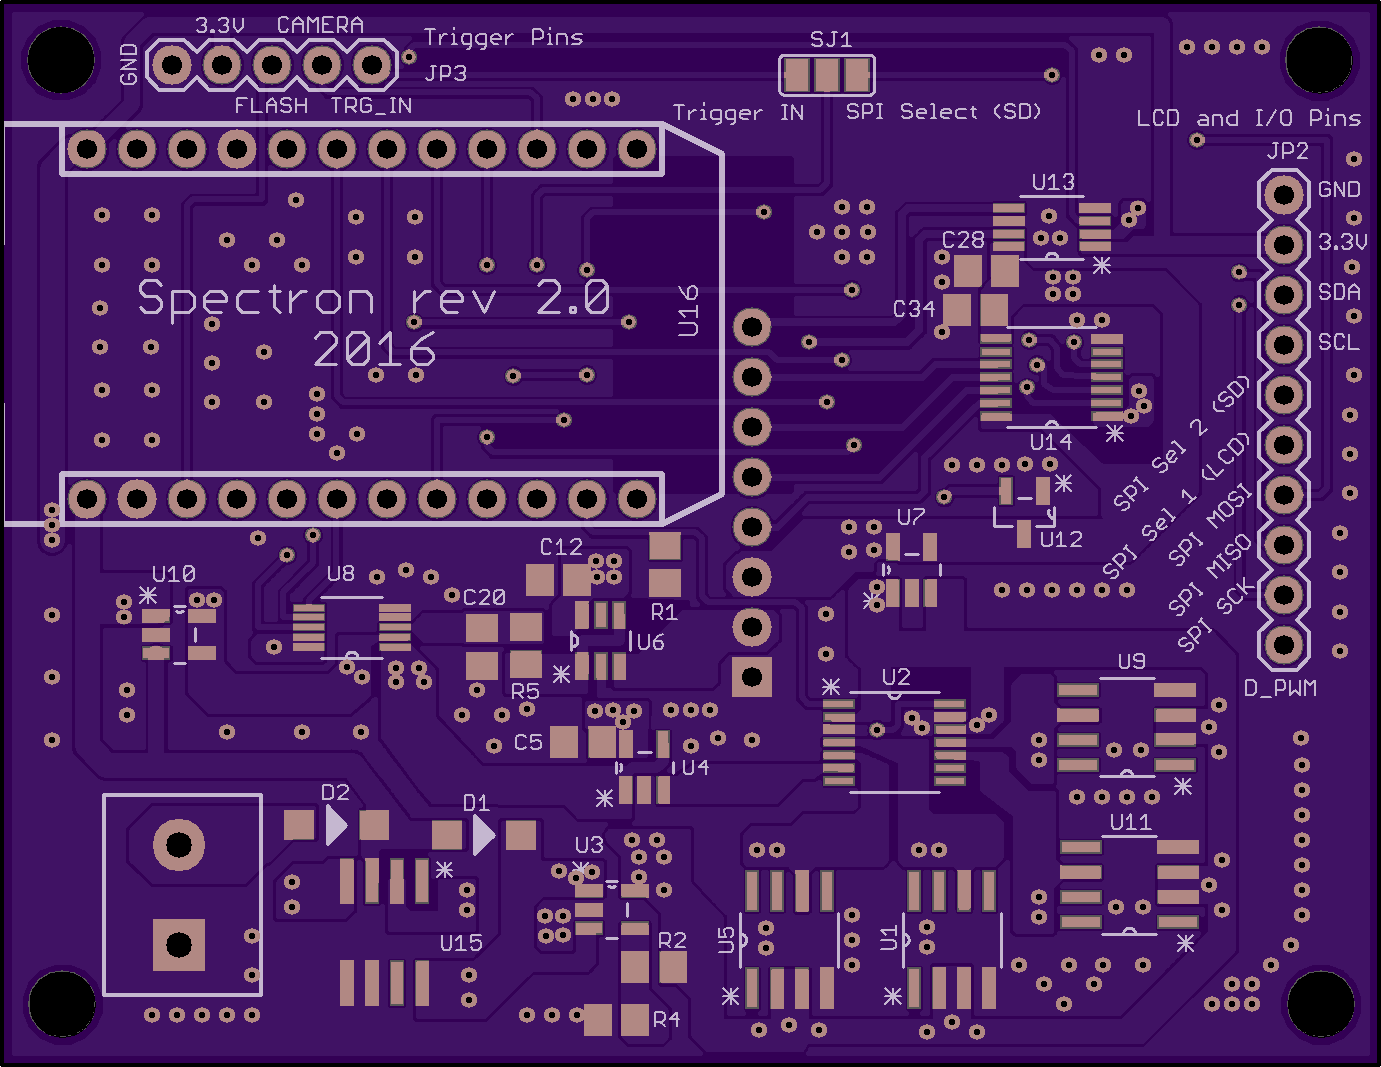 3.3V CAMERA
GND
Trigger Pins
JP3
FLASH TRG_IN
SJ1
Trigger IN
SPI Select (SD)
LCD and I/O Pins
JP2
GND
3.3V
SDA
SCL
SPI Sel 2 (SD)
SPI Sel 1 (LCD)
SPI MOSI
SPI MISO
SPI SCK
D_PWM
U13
C28
C34
U14
U16
Spectron rev 2.0
2016
U12
U7
C12
R1
U10
U8
C20
U6
R5
U2
U9
C5
U4
D2
D1
U3
U11
U15
R2
R4
U5
U1